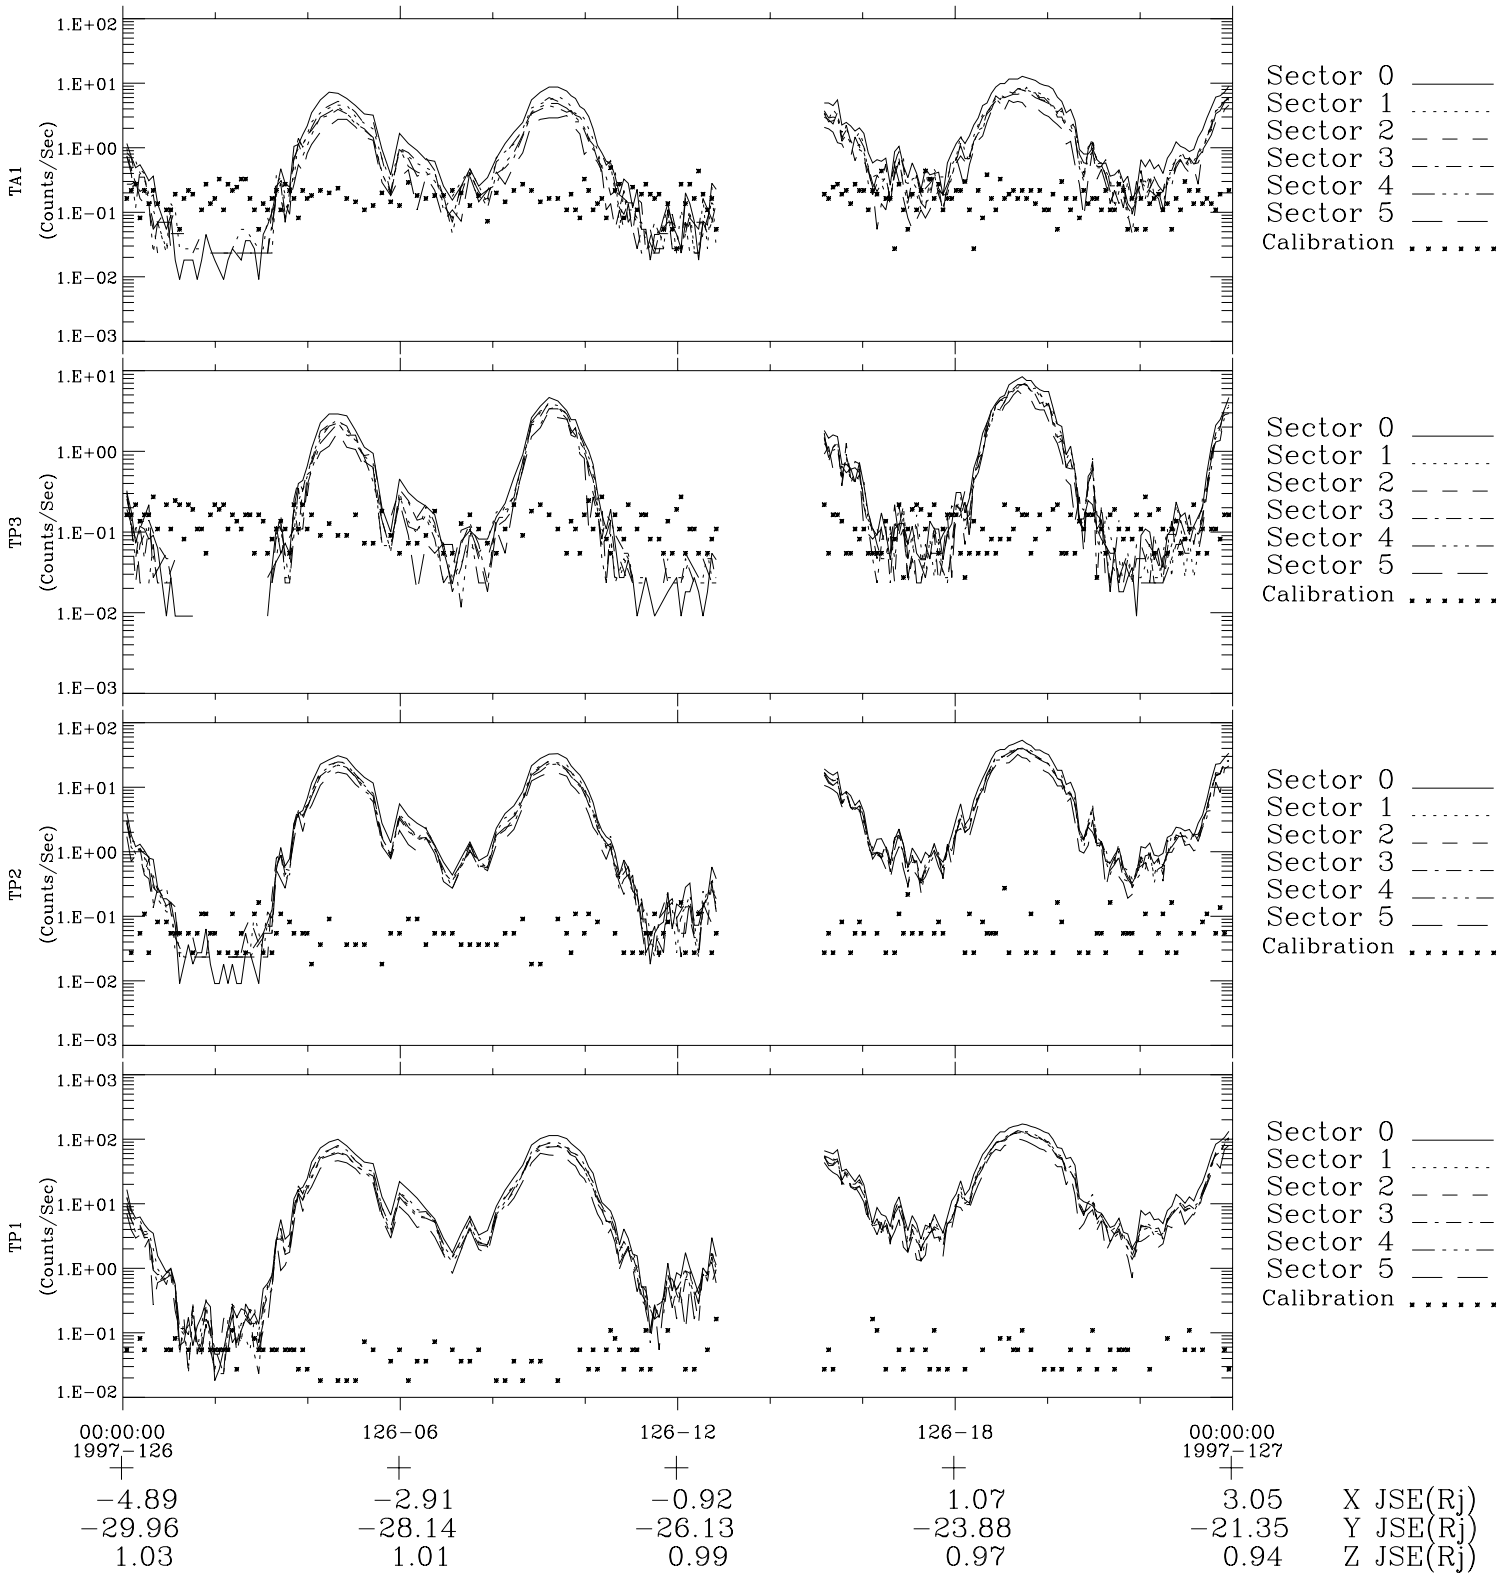 1.E+02
1.E+01
1.E+00
1.E-01
1.E-02
1.E-03
TA1
(Counts/Sec)
Sector 0
Sector 1
Sector 2
Sector 3
Sector 4
Sector 5
Calibration
1.E+01
1.E+00
1.E-01
1.E-02
1.E-03
TP3
(Counts/Sec)
Sector 0
Sector 1
Sector 2
Sector 3
Sector 4
Sector 5
Calibration
1.E+02
1.E+01
1.E+00
1.E-01
1.E-02
1.E-03
TP2
(Counts/Sec)
Sector 0
Sector 1
Sector 2
Sector 3
Sector 4
Sector 5
Calibration
1.E+03
1.E+02
1.E+01
1.E+00
1.E-01
1.E-02
TP1
(Counts/Sec)
Sector 0
Sector 1
Sector 2
Sector 3
Sector 4
Sector 5
Calibration
00:00:00 126-06 126-12 126-18 00:00:00
1997-126 1997-127
-4.89 -2.91 -0.92 1.07 3.05 X JSE(Rj)
-29.96 -28.14 -26.13 -23.88 -21.35 Y JSE(Rj)
1.03 1.01 0.99 0.97 0.94 Z JSE(Rj)